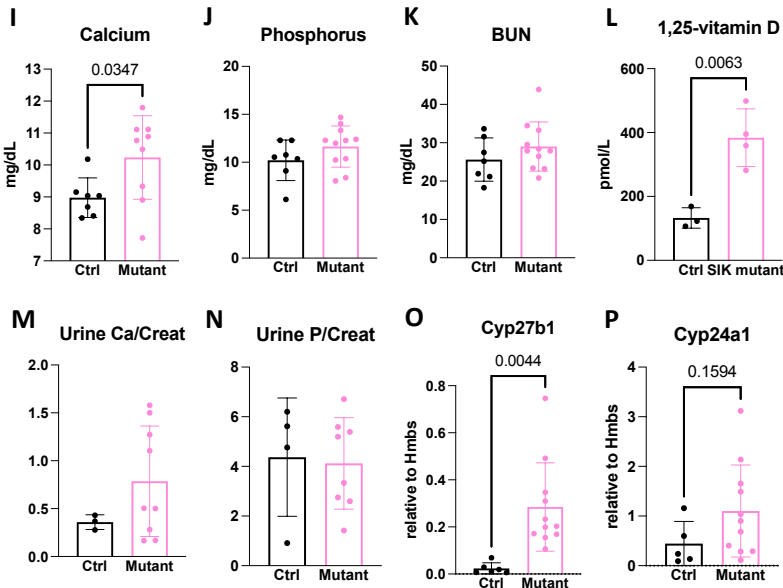 I
Calcium
0.0347
mg/dL
13
12
11
10
9
8
7
Ctrl Mutant
J
Phosphorus
mg/dL
20
15
10
5
0
Ctrl Mutant
K
BUN
mg/dL
50
40
30
20
10
0
Ctrl Mutant
L
1,25-vitamin D
0.0063
pmol/L
600
400
200
0
Ctrl SIK mutant
M
Urine Ca/Creat
2.0
1.5
1.0
0.5
0.0
Ctrl Mutant
N
Urine P/Creat
8
6
4
2
0
Ctrl Mutant
O
Cyp27b1
0.0044
relative to Hmbs
0.8
0.6
0.4
0.2
0.0
Ctrl Mutant
P
Cyp24a1
0.1594
relative to Hmbs
4
3
2
1
0
Ctrl Mutant